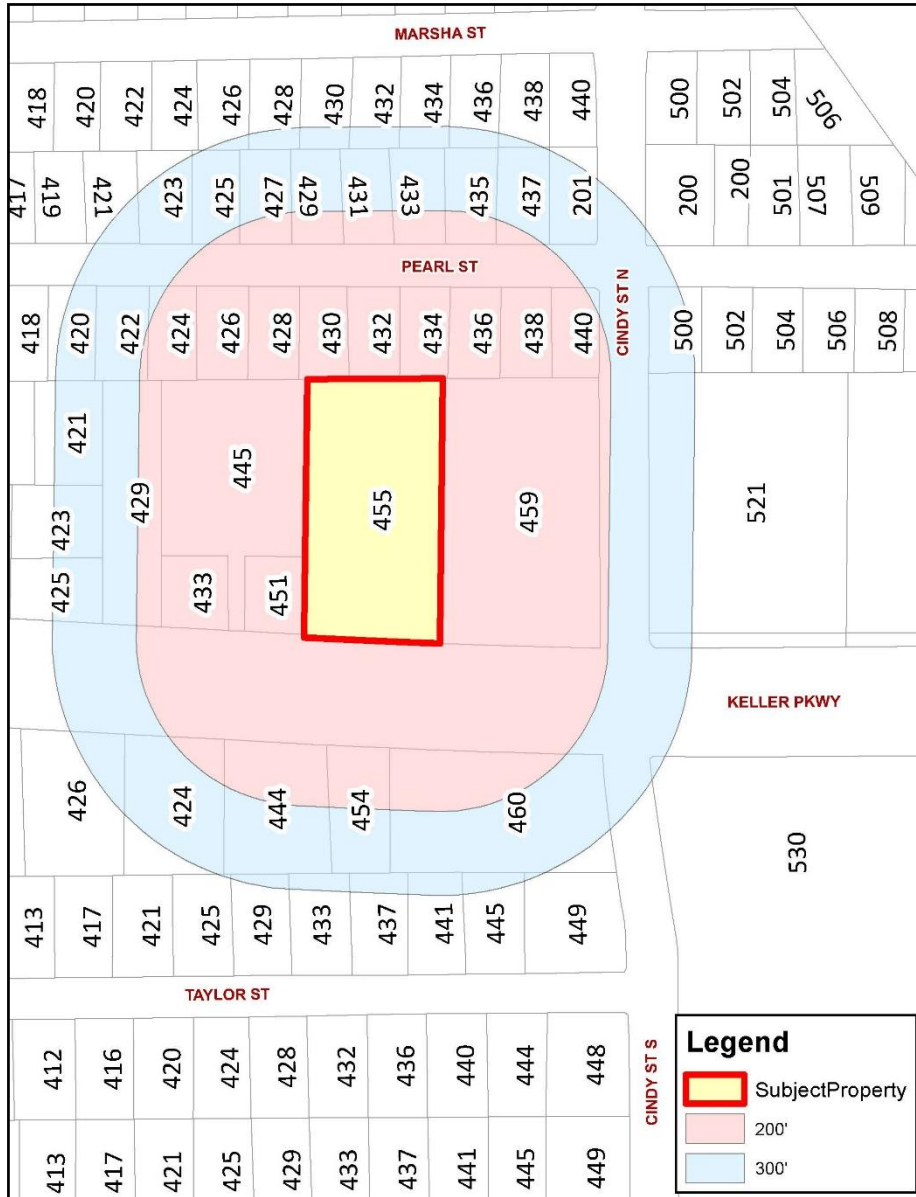 MARSHA ST
418 420 422 424 426 428 430 432 434 436 438 440 500 502 504 506
417 419 421 423 425 427 429 431 433 435 437 201 200 200 505 507 509
PEARL ST
CINDY ST N
418 420 422 424 426 428 430 432 434 436 438 440 500 502 504 506 508
421 445 429 423 455 459 521
425 433 451
KELLER PKWY
426 424 444 454 460 530
413 417 421 425 429 433 437 441 445 449
TAYLOR ST
CINDY ST S
412 416 420 424 428 432 436 440 444 448
413 417 421 425 429 433 437 441 445 449
Legend
SubjectProperty
200'
300'